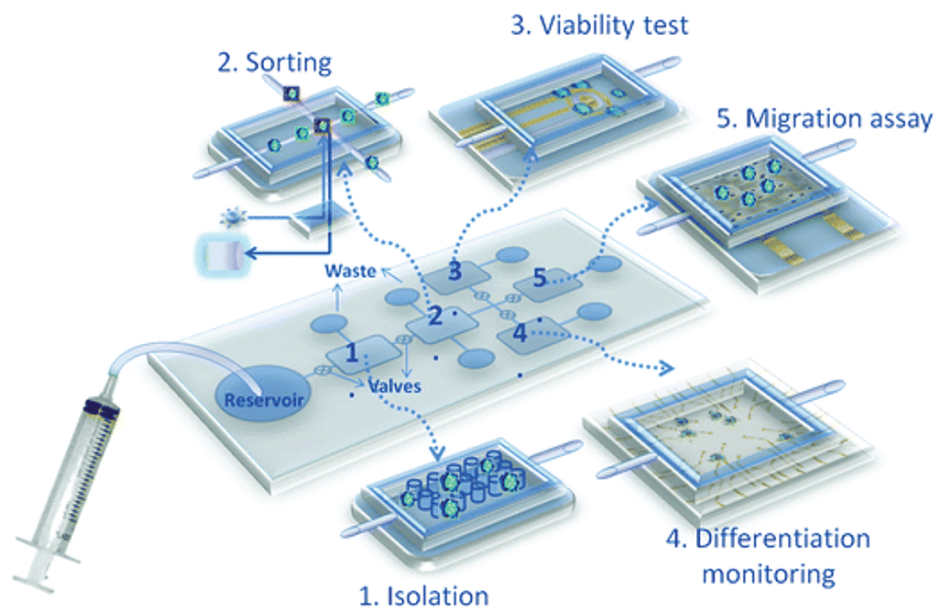 3. Viability test
2. Sorting
5. Migration assay
Waste
3
5
2
4
1
Valves
Reservoir
4. Differentiation
monitoring
1. Isolation